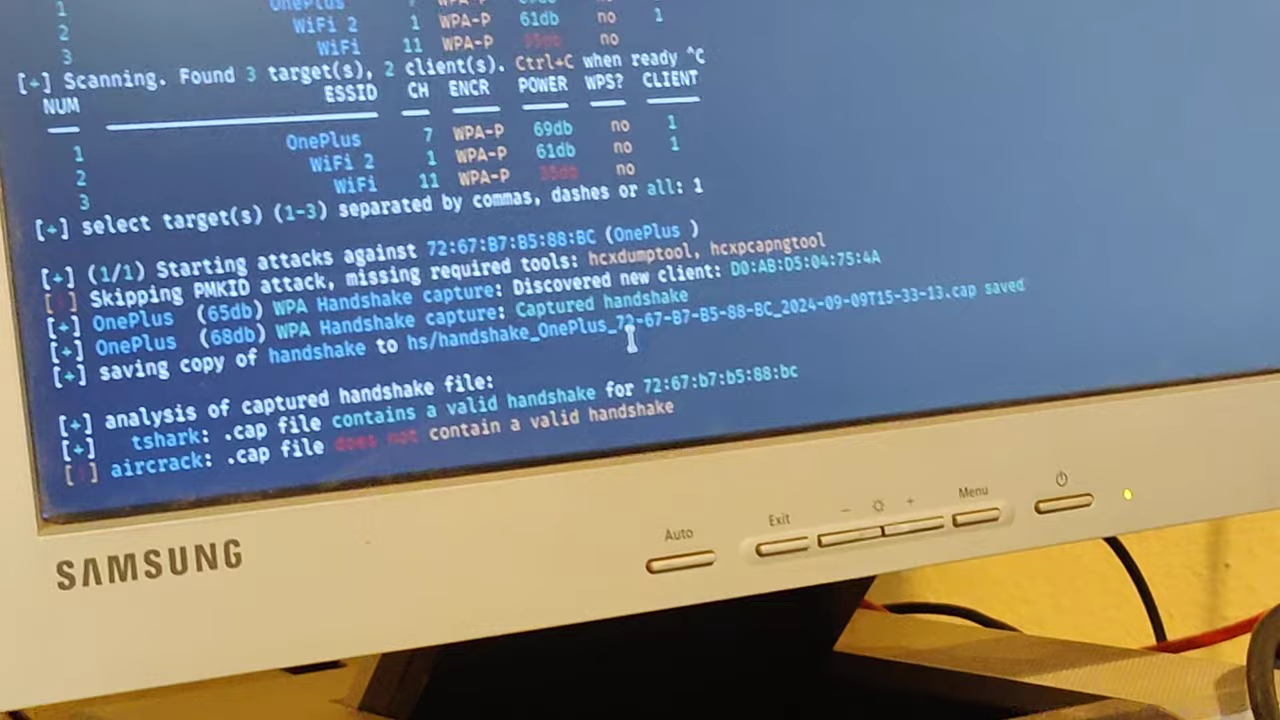 1 OnePlus 7 WPA-P no
2 WiFi 2 1 WPA-P 61db no 1
3 WiFi 11 WPA-P no
[+] Scanning. Found 3 target(s), 2 client(s). Ctrl+C when ready ^C
NUM ESSID CH ENCR POWER WPS? CLIENT
1 OnePlus 7 WPA-P 69db no 1
2 WiFi 2 1 WPA-P 61db no 1
3 WiFi 11 WPA-P 35db no
[+] select target(s) (1-3) separated by commas, dashes or all: 1
[+] (1/1) Starting attacks against 72:67:B7:B5:88:BC (OnePlus )
[!] Skipping PMKID attack, missing required tools: hcxdumptool, hcxpcapngtool
[+] OnePlus (65db) WPA Handshake capture: Discovered new client: D0:AB:D5:04:75:4A
[+] OnePlus (68db) WPA Handshake capture: Captured handshake
[+] saving copy of handshake to hs/handshake_OnePlus_72-67-B7-B5-88-BC_2024-09-09T15-33-13.cap saved
[+] analysis of captured handshake file:
[+] tshark: .cap file contains a valid handshake for 72:67:b7:b5:88:bc
[!] aircrack: .cap file does not contain a valid handshake
Auto Exit - + Menu
SAMSUNG